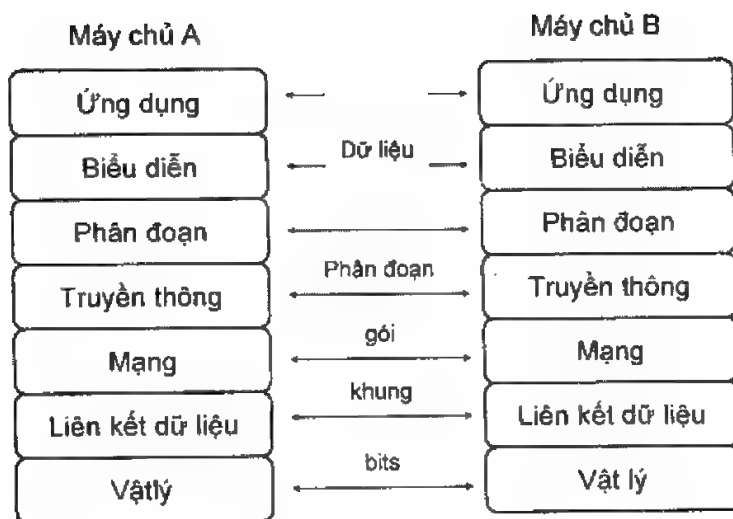 Máy chủ A
Máy chủ B
Ứng dụng
Ứng dụng
Biểu diễn
Dữ liệu
Biểu diễn
Phân đoạn
Phân đoạn
Truyền thông
Phân đoạn
Truyền thông
Mạng
gói
Mạng
Liên kết dữ liệu
khung
Liên kết dữ liệu
Vậtlý
bits
Vật lý